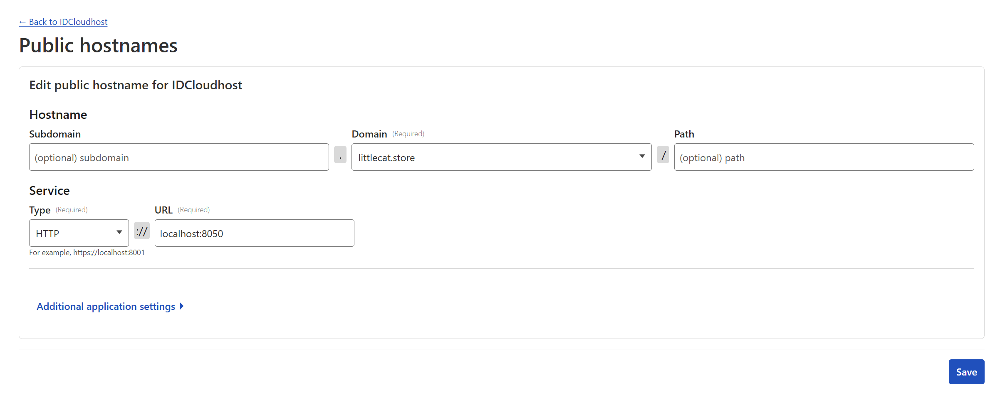 ← Back to IDCloudhost
Public hostnames
Edit public hostname for IDCloudhost
Hostname
Subdomain
Domain (Required)
Path
(optional) subdomain
.
littlecat.store
/
(optional) path
Service
Type (Required)
URL (Required)
HTTP
://
localhost:8050
For example, https://localhost:8001
Additional application settings
Save